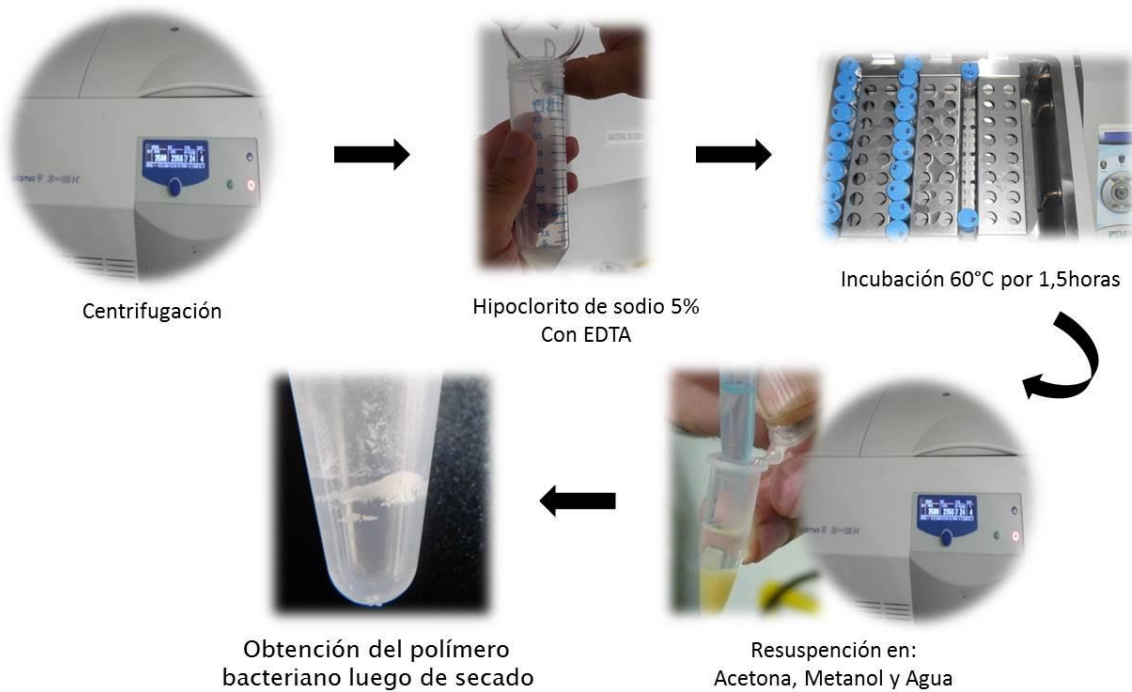 Centrifugación
Hipoclorito de sodio 5%
Con EDTA
Incubación 60°C por 1,5horas
Obtención del polímero
bacteriano luego de secado
Resuspención en:
Acetona, Metanol y Agua